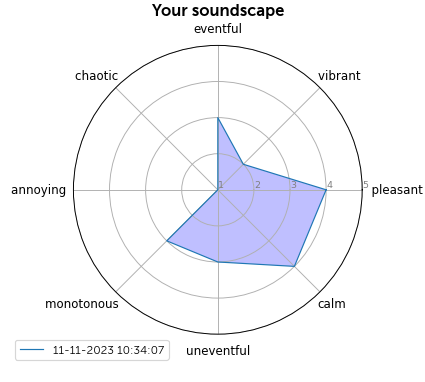 Your soundscape
eventful
chaotic
vibrant
annoying
1 2 3 4 5
pleasant
monotonous
calm
uneventful
11-11-2023 10:34:07